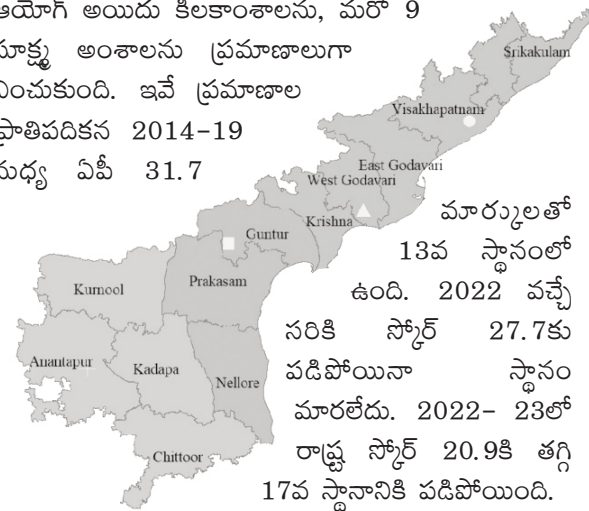 ఆయోగ్ అయిదు కీలకాంశాలను, మరో 9
సూక్ష్మ అంశాలను ప్రమాణాలుగా
ఇవే ప్రమాణాల
ప్రాతిపదికన 2014-19
మధ్య ఏపీ 31.7
మార్కులతో
13వ స్థానంలో
ఉంది. 2022 వచ్చే
సరికి స్కోర్ 27.7కు
పడిపోయినా స్థానం
మారలేదు. 2022- 23లో
రాష్ట్ర స్కోర్ 20.9కి తగ్గి
17వ స్థానానికి పడిపోయింది.
Srikakulam
Visakhapatnam
East Godavari
West Godavari
Krishna
Guntur
Prakasam
Kurnool
Anantapur
Kadapa
Nellore
Chittoor